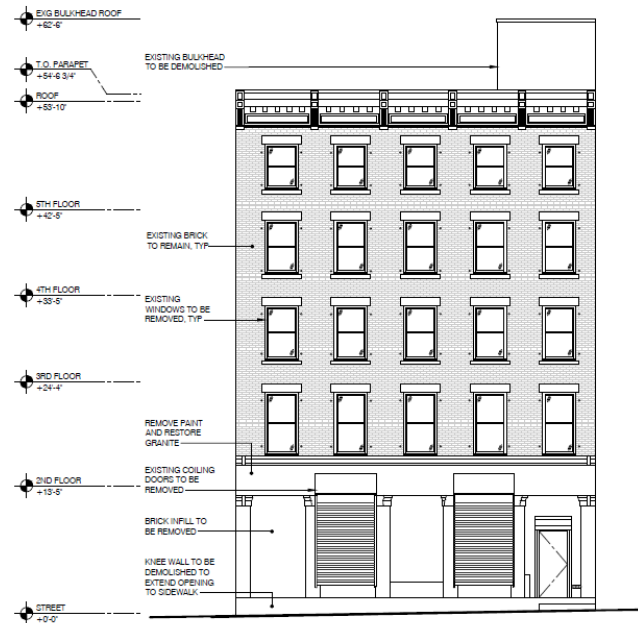 EXG BULKHEAD ROOF
+62'-6"
T.O. PARAPET
+54'-6 3/4"
ROOF
+53'-10"
5TH FLOOR
+42'-5"
4TH FLOOR
+33'-5"
3RD FLOOR
+24'-4"
2ND FLOOR
+13'-5"
STREET
+0'-0"
EXISTING BULKHEAD
TO BE DEMOLISHED
EXISTING BRICK
TO REMAIN, TYP
EXISTING
WINDOWS TO BE
REMOVED, TYP
REMOVE PAINT
AND RESTORE
GRANITE
EXISTING COILING
DOORS TO BE
REMOVED
BRICK INFILL TO
BE REMOVED
KNEE WALL TO BE
DEMOLISHED TO
EXTEND OPENING
TO SIDEWALK